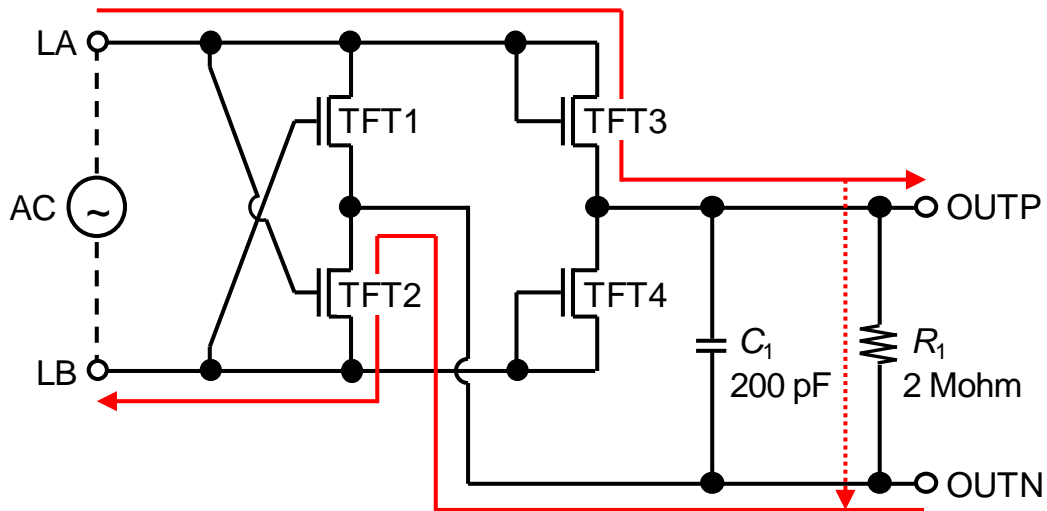 LA
TFT1
TFT3
AC
~
OUTP
TFT2
TFT4
LB
C1
200 pF
R1
2 Mohm
OUTN